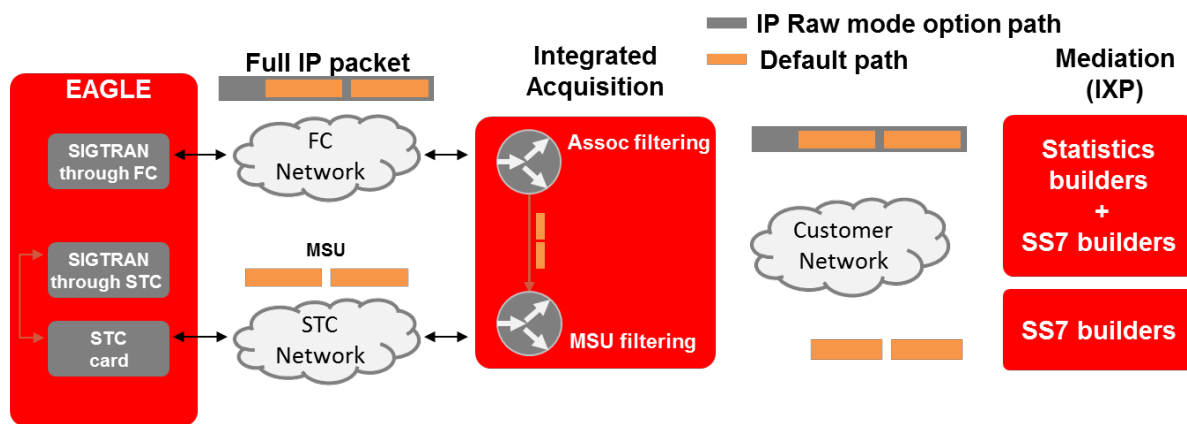 IP Raw mode option path
Default path
Full IP packet
Integrated
Acquisition
Mediation
(IXP)
EAGLE
SIGTRAN
through FC
FC
Network
Assoc filtering
Statistics
builders
+
SS7 builders
Customer
Network
SIGTRAN
through STC
MSU
STC
card
STC
Network
MSU filtering
SS7 builders